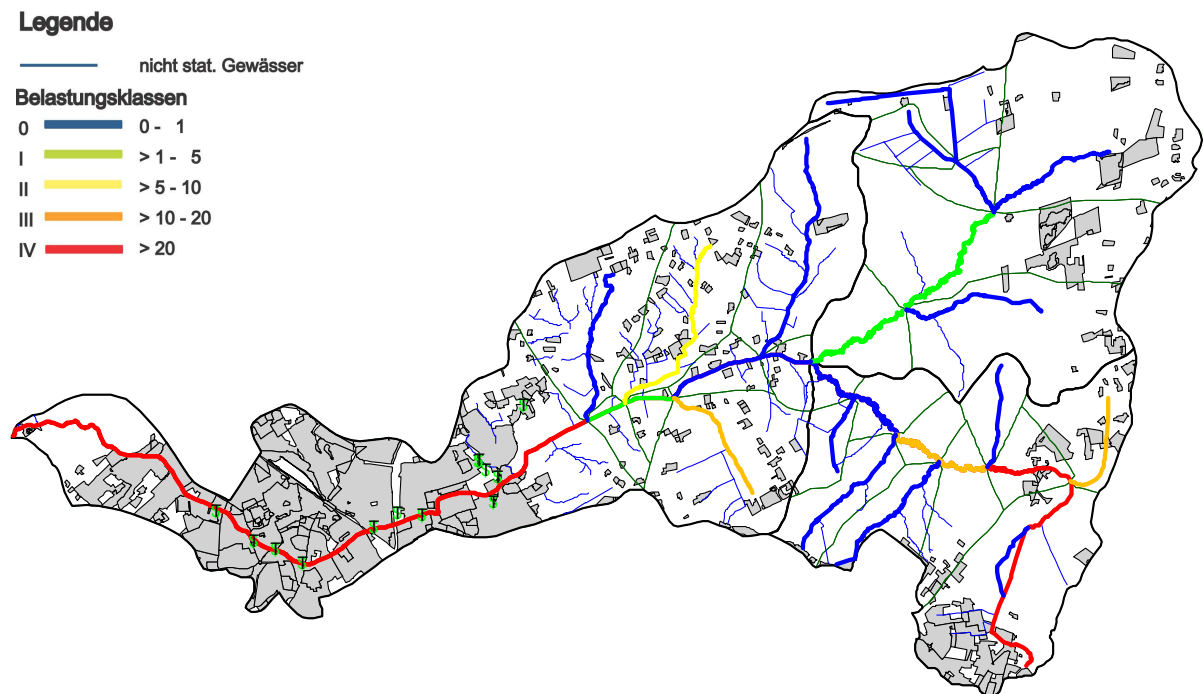 Legende
nicht stat. Gewässer
Belastungsklassen
0 0 - 1
I > 1 - 5
II > 5 - 10
III > 10 - 20
IV > 20